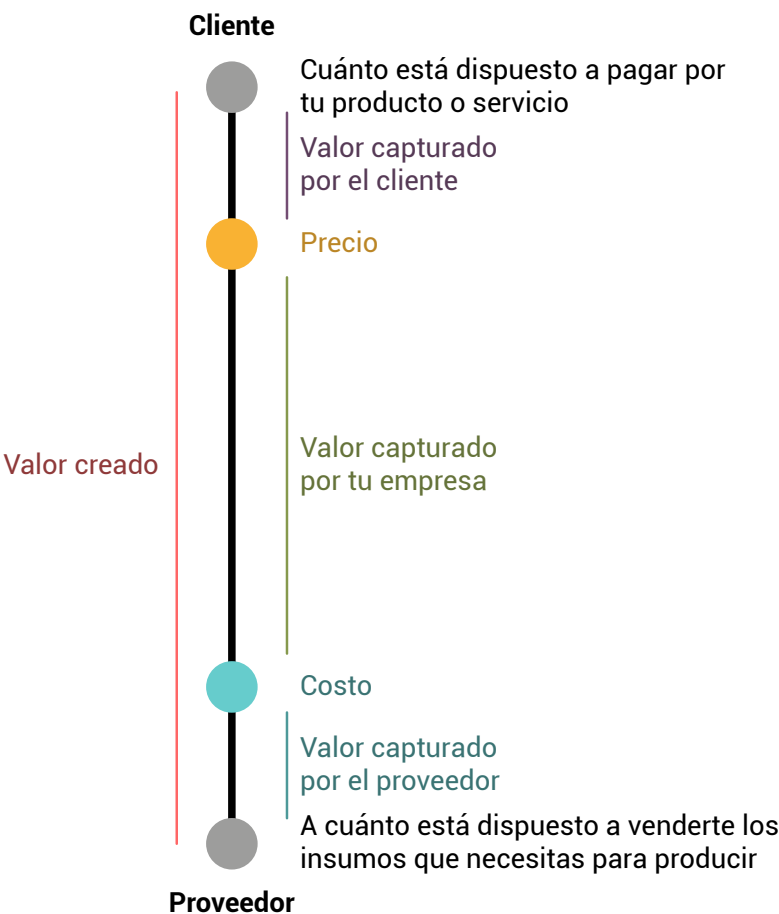 Cliente
Cuánto está dispuesto a pagar por
tu producto o servicio
Valor capturado
por el cliente
Precio
Valor creado
Valor capturado
por tu empresa
Costo
Valor capturado
por el proveedor
A cuánto está dispuesto a venderte los
insumos que necesitas para producir
Proveedor